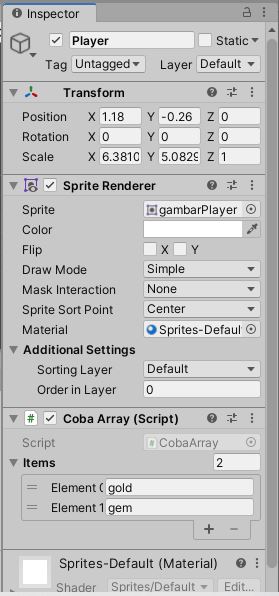 Inspector
Player Static
Tag Untagged Layer Default
Transform
Position X 1.18 Y -0.26 Z 0
Rotation X 0 Y 0 Z 0
Scale X 6.3810 Y 5.0829 Z 1
Sprite Renderer
Sprite gambarPlayer
Color
Flip X Y
Draw Mode Simple
Mask Interaction None
Sprite Sort Point Center
Material Sprites-Defaul
Additional Settings
Sorting Layer Default
Order in Layer 0
# Coba Array (Script)
Script # CobaArray
Items 2
Element 0 gold
Element 1 gem
+ −
Sprites-Default (Material)
Shader Sprites/Default Edit...